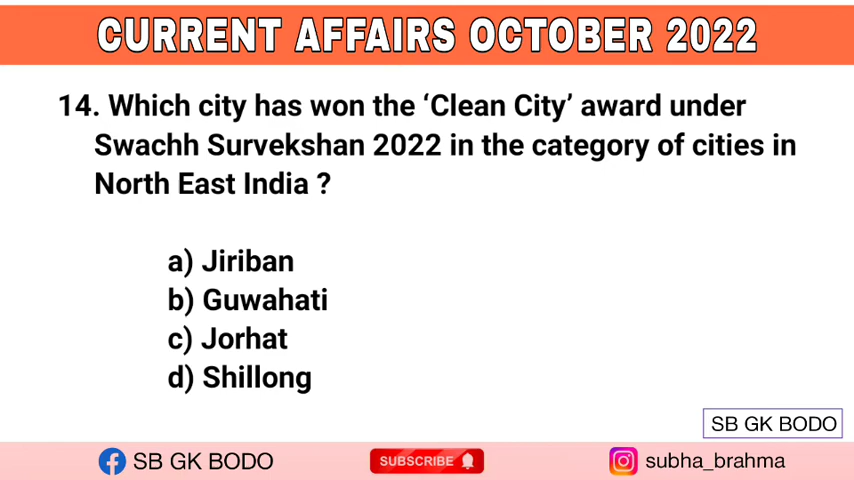 CURRENT AFFAIRS OCTOBER 2022
14. Which city has won the ‘Clean City’ award under
Swachh Survekshan 2022 in the category of cities in
North East India ?
a) Jiriban
b) Guwahati
c) Jorhat
d) Shillong
SB GK BODO
SB GK BODO
SUBSCRIBE
subha_brahma